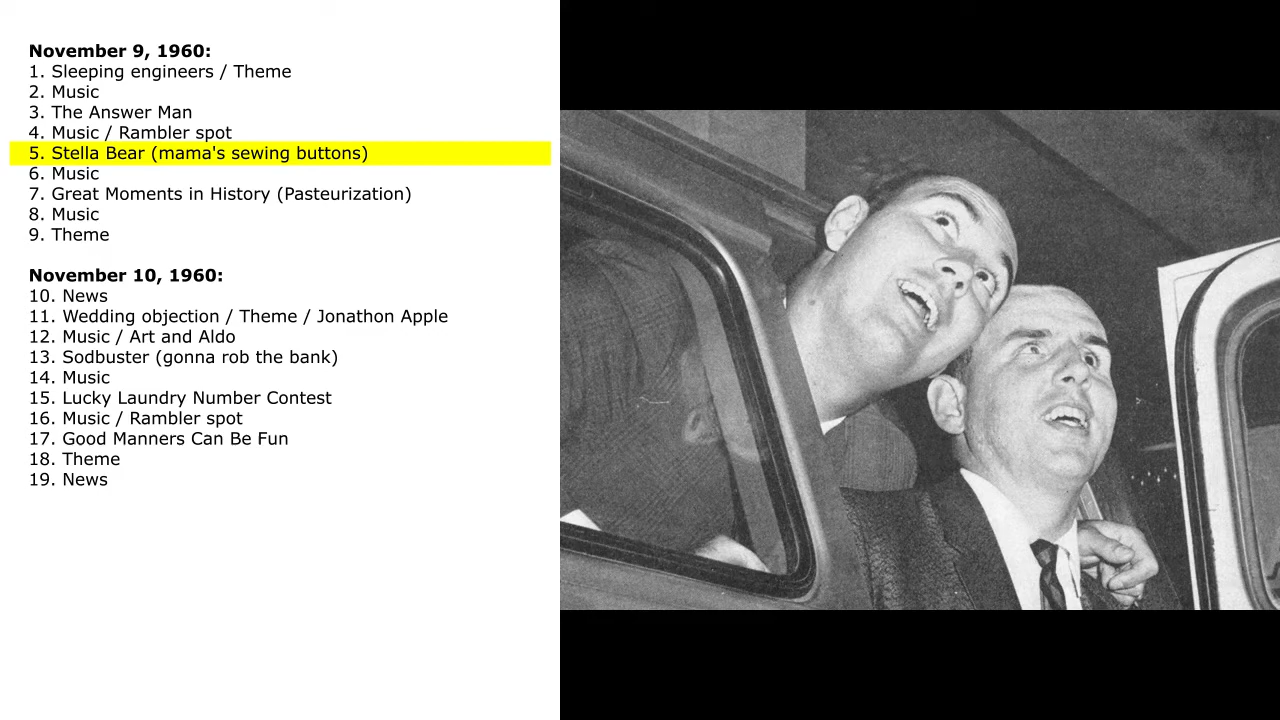 November 9, 1960:
1. Sleeping engineers / Theme
2. Music
3. The Answer Man
4. Music / Rambler spot
5. Stella Bear (mama's sewing buttons)
6. Music
7. Great Moments in History (Pasteurization)
8. Music
9. Theme
November 10, 1960:
10. News
11. Wedding objection / Theme / Jonathon Apple
12. Music / Art and Aldo
13. Sodbuster (gonna rob the bank)
14. Music
15. Lucky Laundry Number Contest
16. Music / Rambler spot
17. Good Manners Can Be Fun
18. Theme
19. News